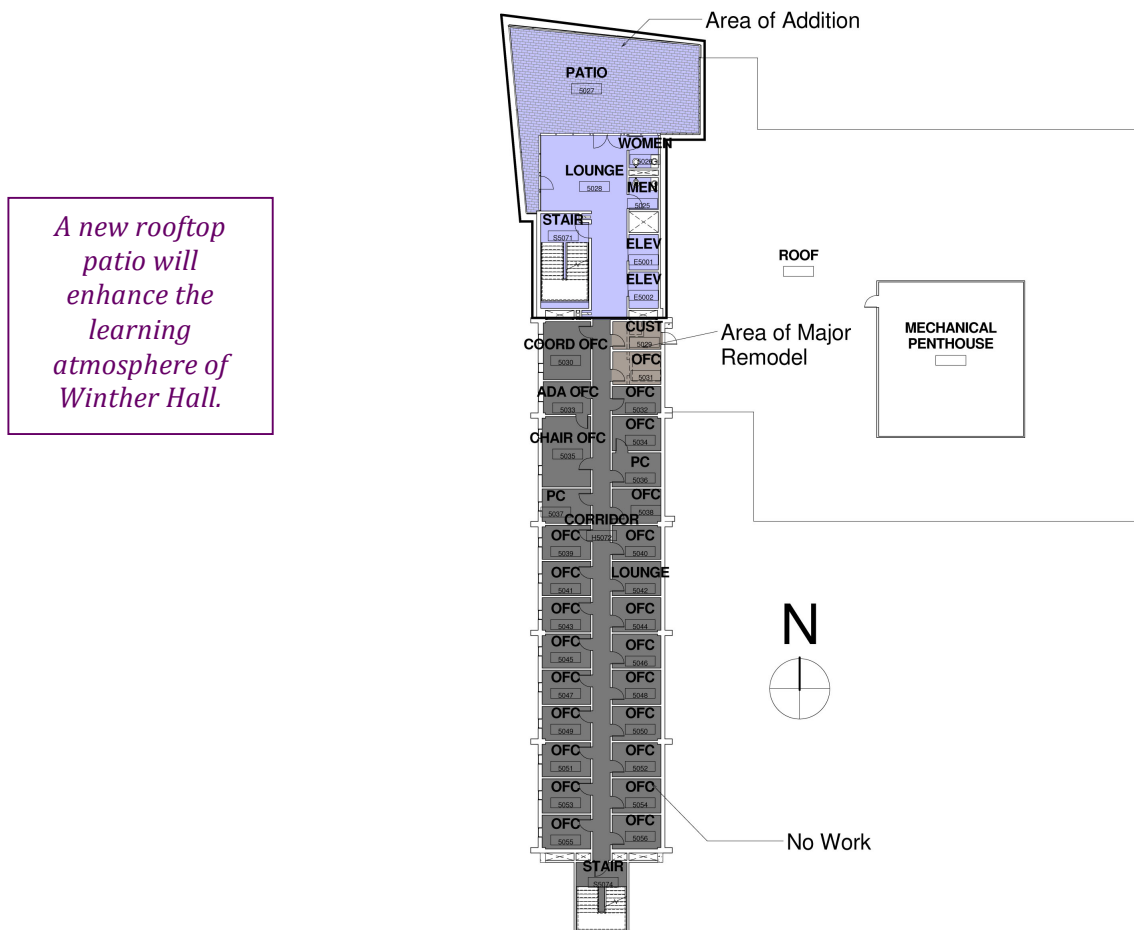 Area of Addition
PATIO
5027
WOMEN
5026
LOUNGE
5028
MEN
5025
STAIR
S5071
ELEV
E5001
ELEV
E5002
A new rooftop
patio will
enhance the
learning
atmosphere of
Winther Hall.
ROOF
MECHANICAL
PENTHOUSE
Area of Major
Remodel
CUST
5029
COORD OFC
5030
OFC
5031
ADA OFC
5033
OFC
5032
CHAIR OFC
5035
OFC
5034
PC
5036
PC
5037
OFC
5038
CORRIDOR
H5072
OFC
5039
OFC
5040
OFC
5041
LOUNGE
5042
OFC
5043
OFC
5044
OFC
5045
OFC
5046
OFC
5047
OFC
5048
OFC
5049
OFC
5050
OFC
5051
OFC
5052
OFC
5053
OFC
5054
OFC
5055
OFC
5056
STAIR
S5074
N
No Work